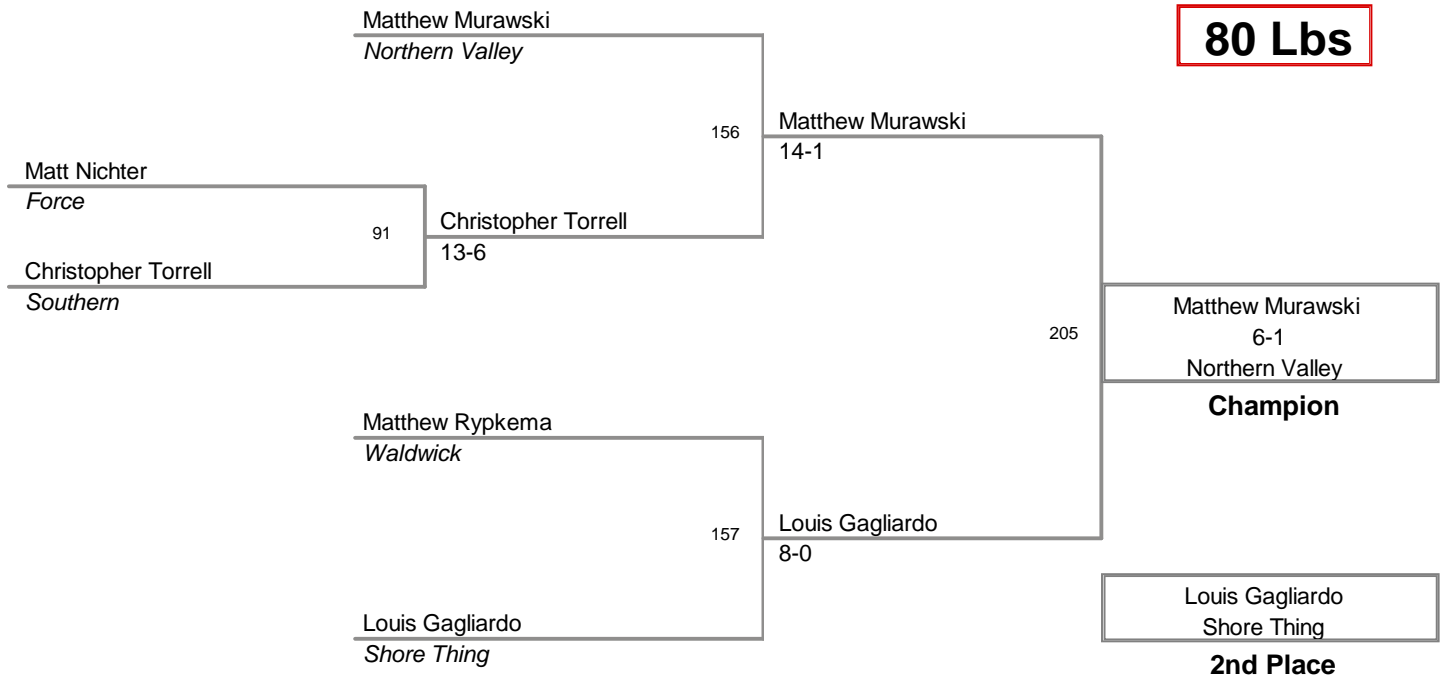 Matthew Murawski
Northern Valley
80 Lbs
156
Matthew Murawski
14-1
Matt Nichter
Force
91
Christopher Torrell
13-6
Christopher Torrell
Southern
205
Matthew Murawski
6-1
Northern Valley
Champion
Matthew Rypkema
Waldwick
157
Louis Gagliardo
8-0
Louis Gagliardo
Shore Thing
Louis Gagliardo
Shore Thing
2nd Place